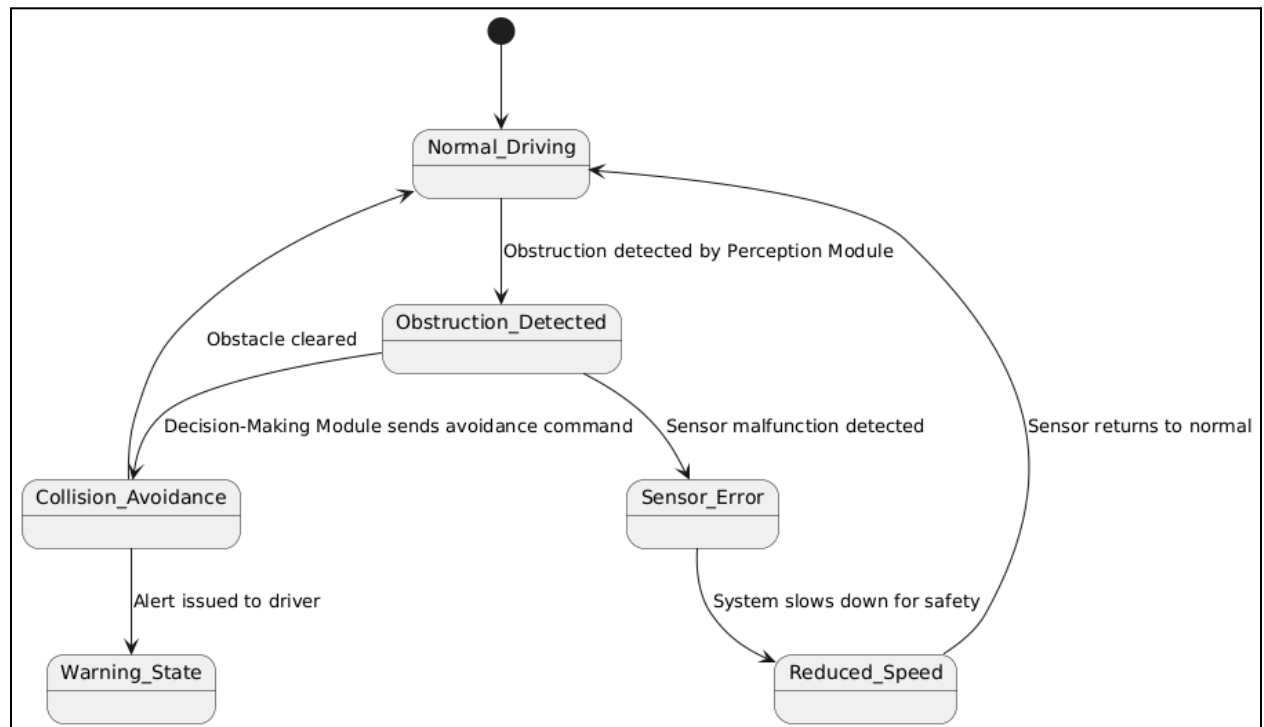 Normal_Driving
Obstruction detected by Perception Module
Obstruction_Detected
Obstacle cleared
Decision-Making Module sends avoidance command
Sensor malfunction detected
Sensor returns to normal
Collision_Avoidance
Sensor_Error
Alert issued to driver
System slows down for safety
Warning_State
Reduced_Speed